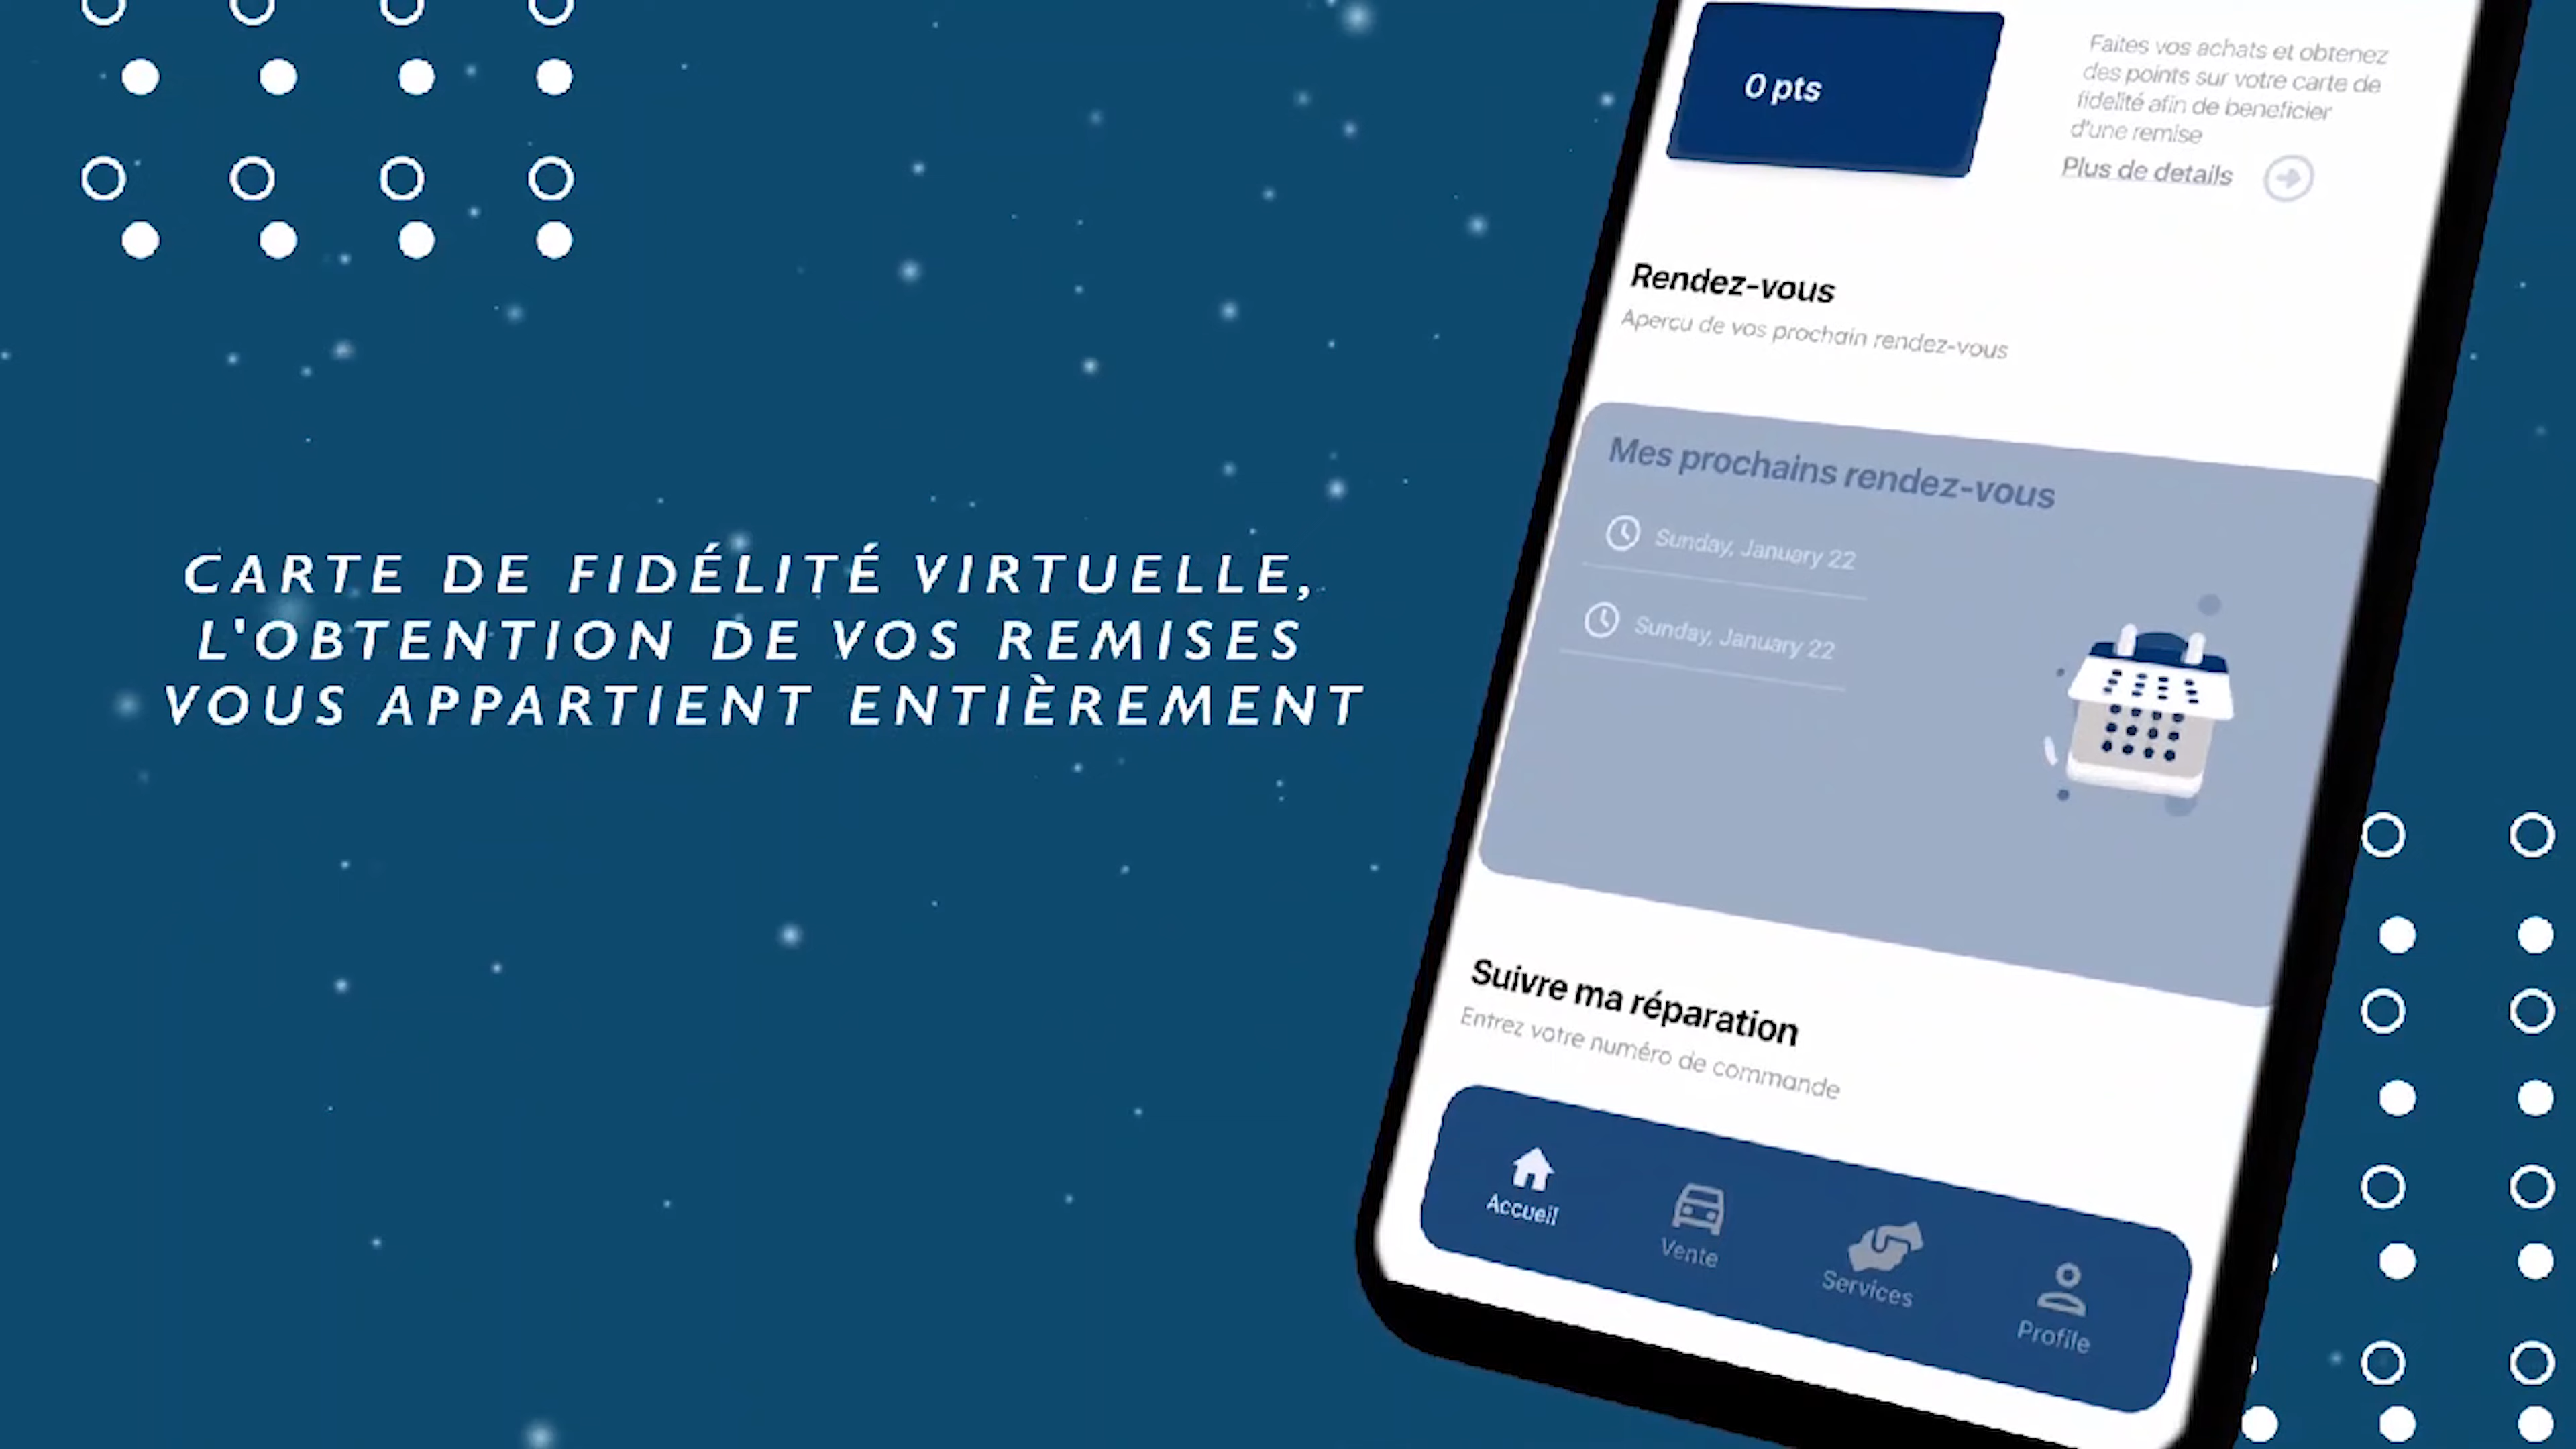 CARTE DE FIDÉLITÉ VIRTUELLE,
L'OBTENTION DE VOS REMISES
VOUS APPARTIENT ENTIÈREMENT
0 pts
Faites vos achats et obtenez
des points sur votre carte de
fidelité afin de beneficier
d'une remise
Plus de details
Rendez-vous
Apercu de vos prochain rendez-vous
Mes prochains rendez-vous
Sunday, January 22
Sunday, January 22
Suivre ma réparation
Entrez votre numéro de commande
Accueil
Vente
Services
Profile